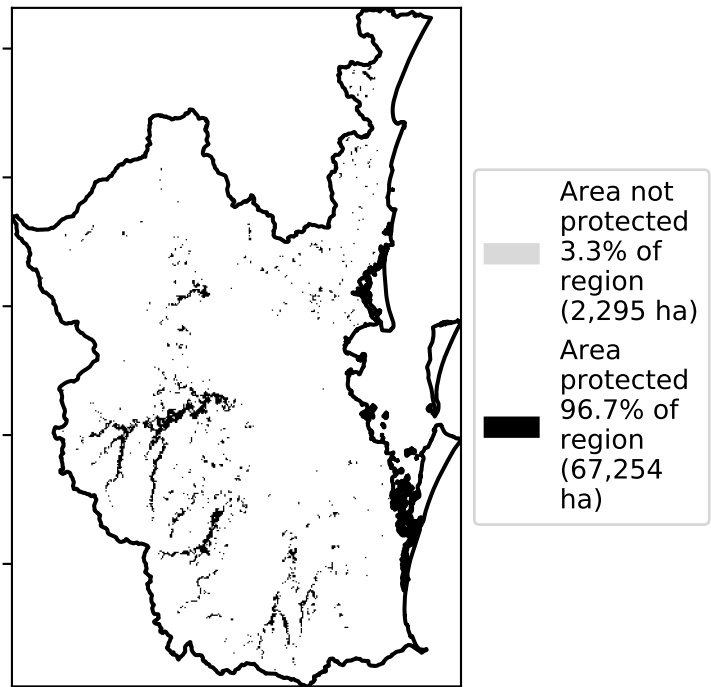 Area not
protected
3.3% of
region
(2,295 ha)
Area
protected
96.7% of
region
(67,254
ha)